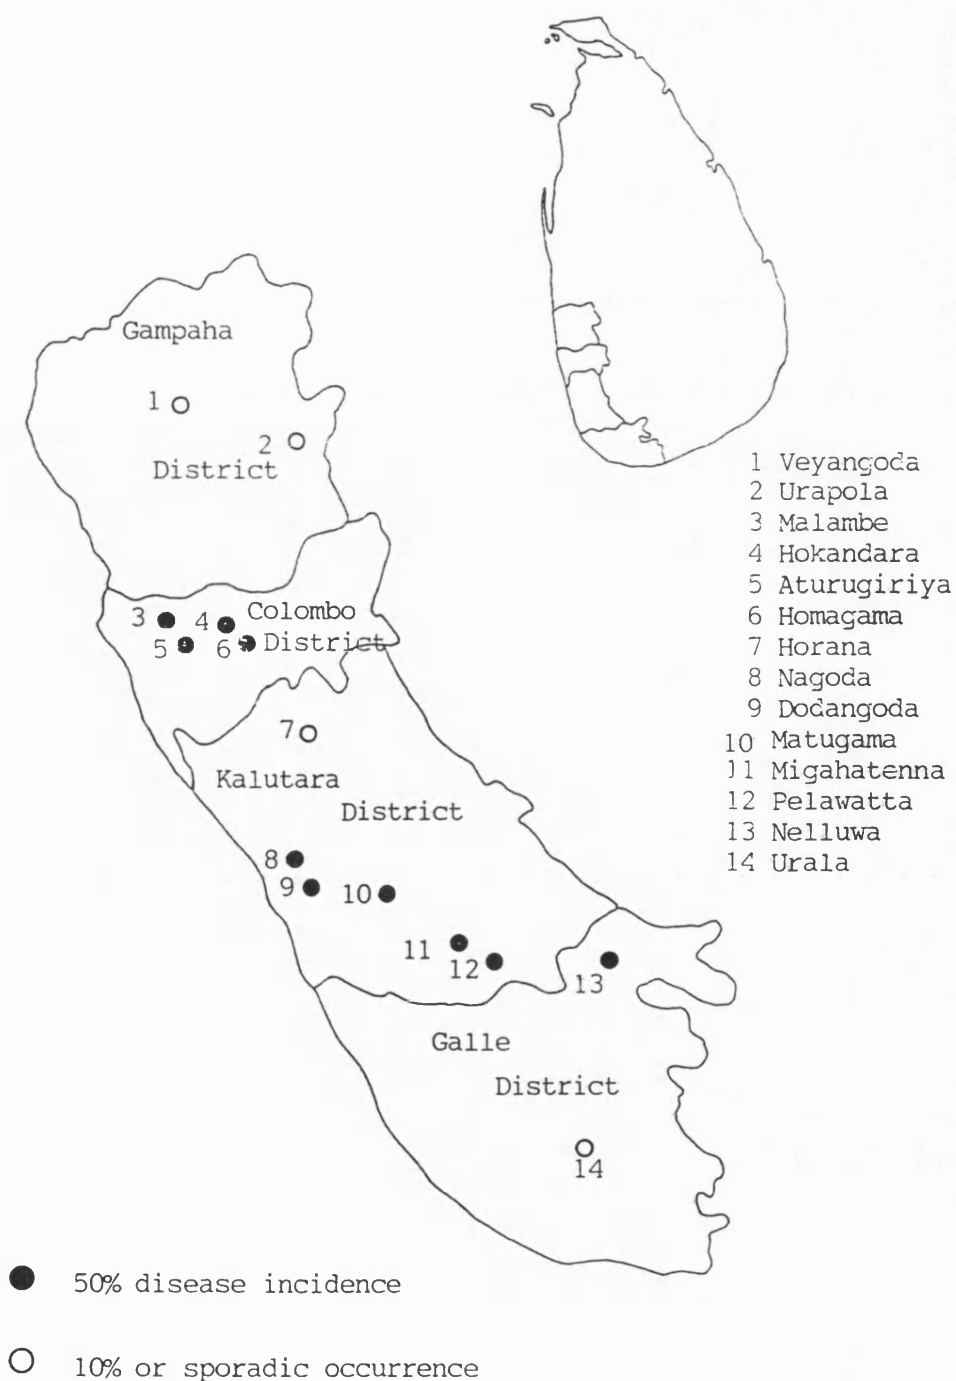 Gampaha
1
2
District
3
4
Colombo
5
6
District
7
Kalutara
District
8
9
10
11
12
13
Galle
District
14
1 Veyangoda
2 Urapola
3 Malambe
4 Hokandara
5 Aturugiriya
6 Homagama
7 Horana
8 Nagoda
9 Dodangoda
10 Matugama
11 Migahatenna
12 Pelawatta
13 Nelluwa
14 Urala
50% disease incidence
10% or sporadic occurrence